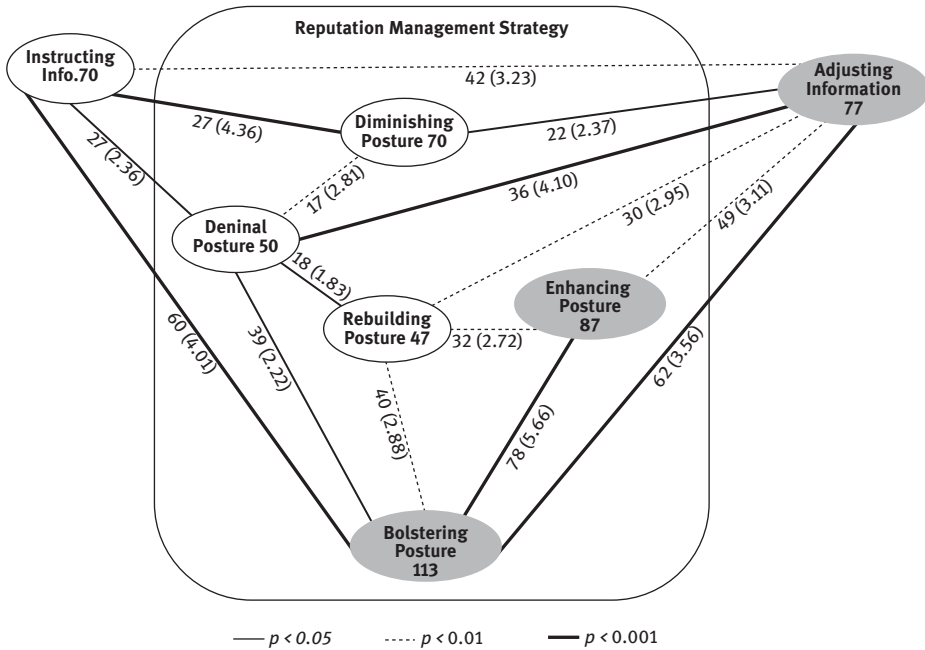 Reputation Management Strategy
Instructing
Info.70
42 (3.23)
Adjusting
Information
77
27 (4.36)
Diminishing
Posture 70
22 (2.37)
27 (2.36)
17 (2.81)
36 (4.10)
30 (2.95)
49 (3.11)
Deninal
Posture 50
18 (1.83)
Enhancing
Posture
87
Rebuilding
Posture 47
32 (2.72)
60 (4.01)
39 (2.22)
40 (2.88)
78 (5.66)
62 (3.56)
Bolstering
Posture
113
p < 0.05 p < 0.01 p < 0.001